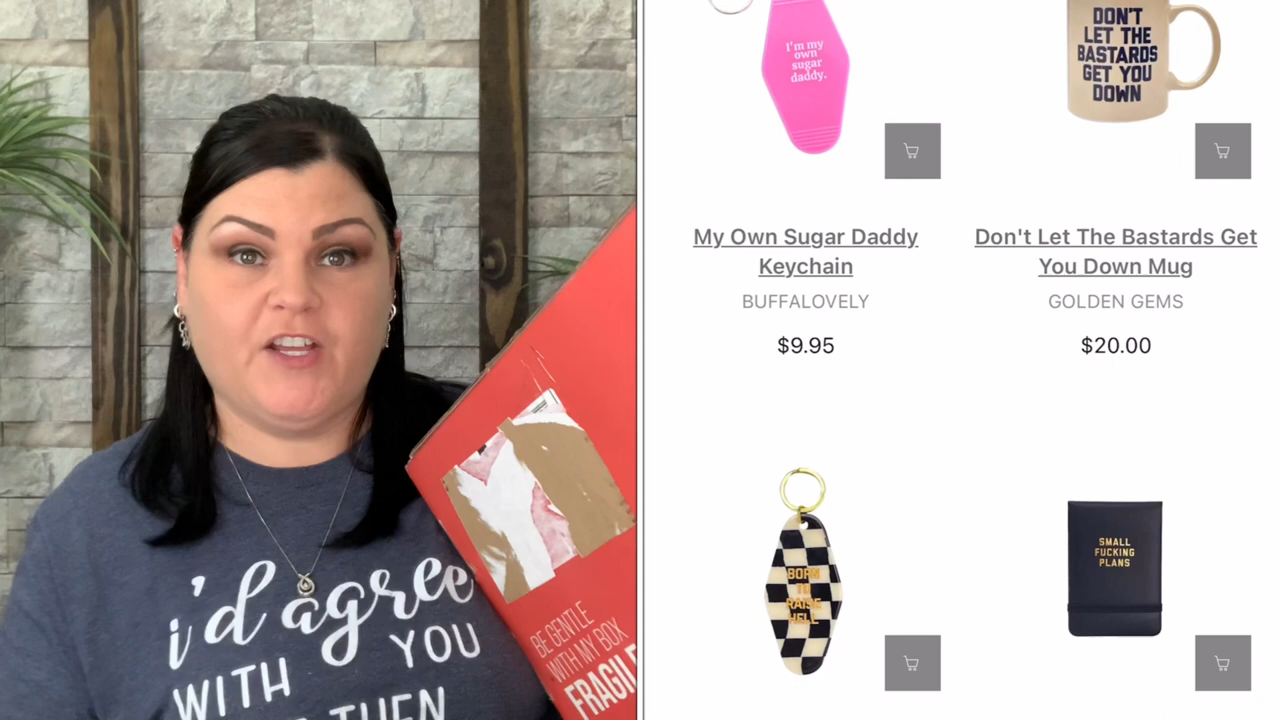 i'd agree
WITH YOU
THEN
BE GENTLE
WITH MY BOX
FRAGIL
I'm my
own
sugar
daddy.
DON'T
LET THE
BASTARDS
GET YOU
DOWN
My Own Sugar Daddy
Keychain
BUFFALOVELY
$9.95
Don't Let The Bastards Get
You Down Mug
GOLDEN GEMS
$20.00
BORN
TO
RAISE
HELL
SMALL
FUCKING
PLANS